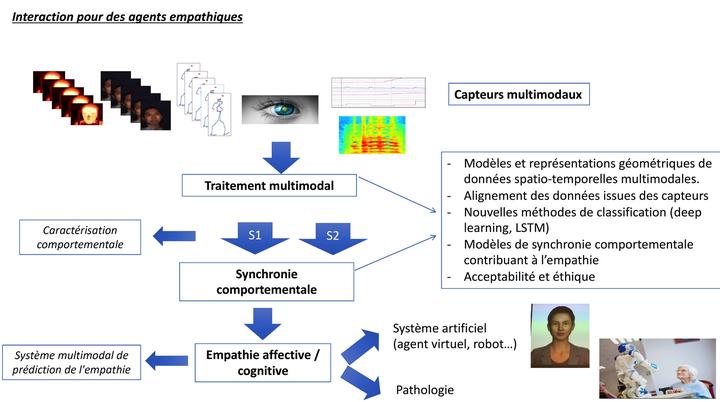 Interaction pour des agents empathiques
Capteurs multimodaux
Traitement multimodal
- Modèles et représentations géométriques de
données spatio-temporelles multimodales.
- Alignement des données issues des capteurs
- Nouvelles méthodes de classification (deep
learning, LSTM)
- Modèles de synchronie comportementale
contribuant à l'empathie
- Acceptabilité et éthique
Caractérisation
comportementale
S1
S2
Synchronie
comportementale
Système artificiel
(agent virtuel, robot…)
Système multimodal de
prédiction de l'empathie
Empathie affective /
cognitive
Pathologie